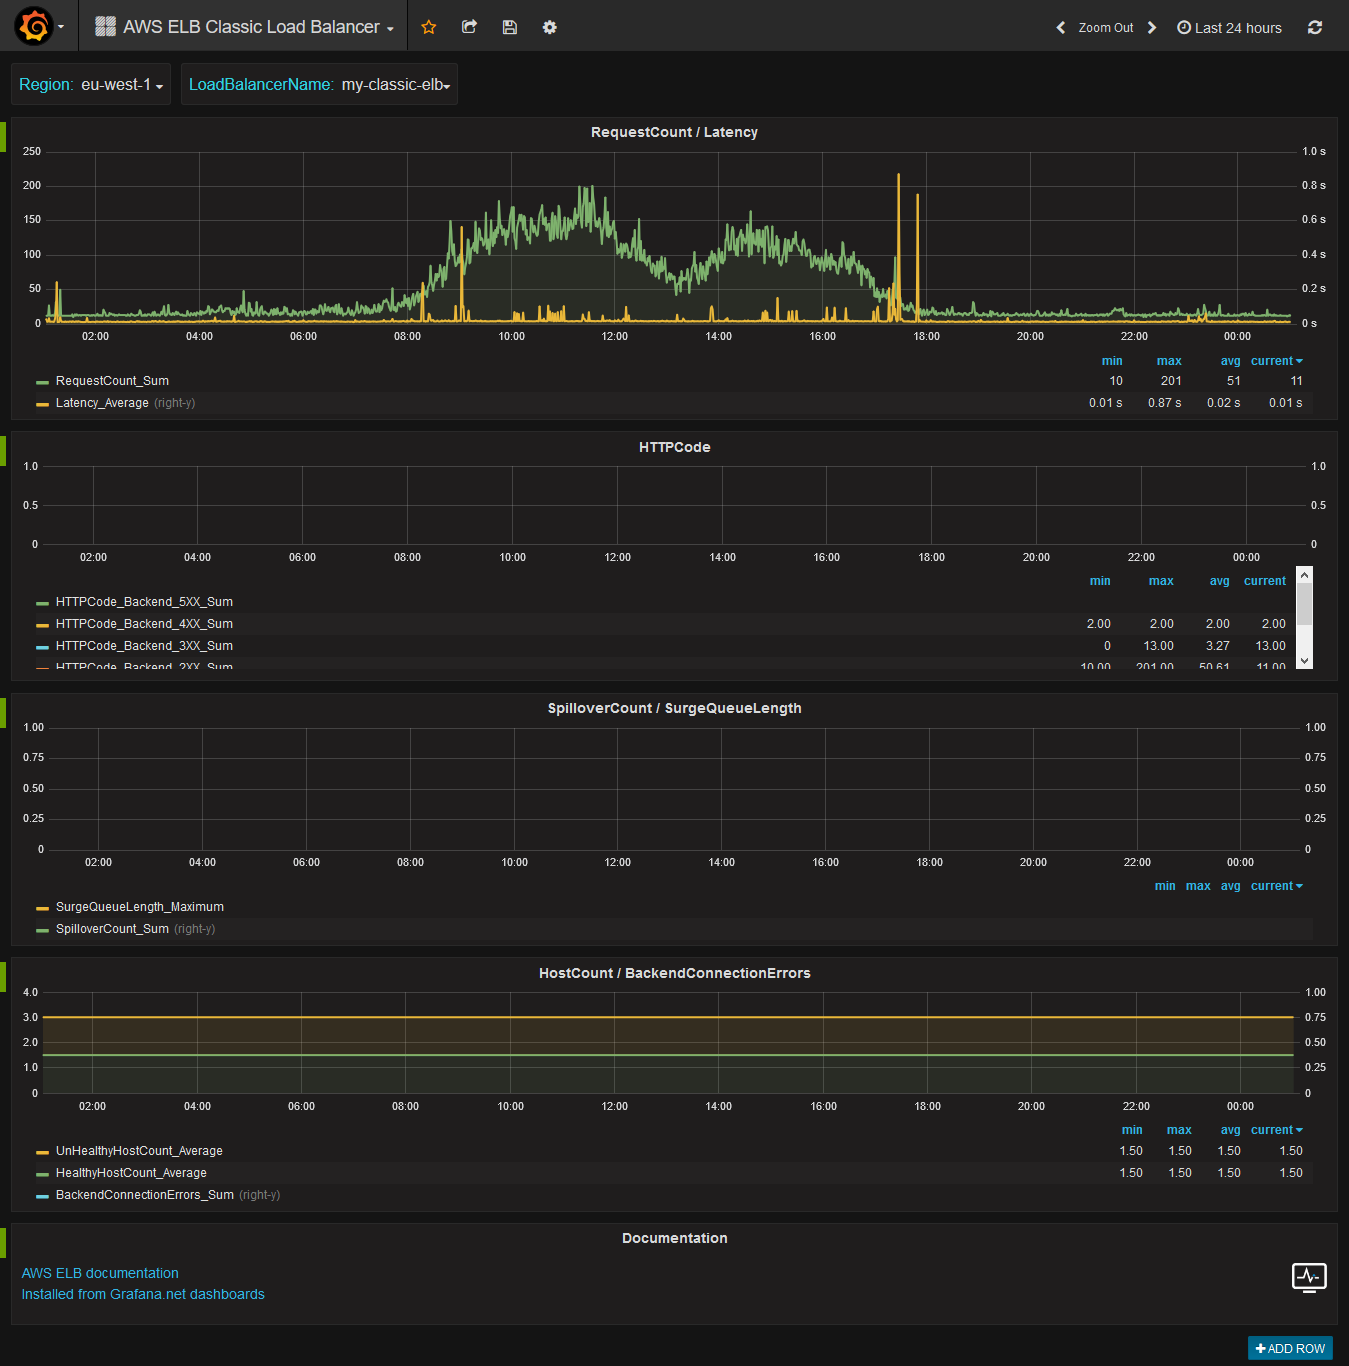 AWS ELB Classic Load Balancer Zoom Out Last 24 hours
Region: eu-west-1 LoadBalancerName: my-classic-elb
RequestCount / Latency
250 1.0 s
200 0.8 s
150 0.6 s
100 0.4 s
50 0.2 s
0 0 s
02:00 04:00 06:00 08:00 10:00 12:00 14:00 16:00 18:00 20:00 22:00 00:00
min max avg current
RequestCount_Sum 10 201 51 11
Latency_Average (right-y) 0.01 s 0.87 s 0.02 s 0.01 s
HTTPCode
1.0 1.0
0.5 0.5
0 0
02:00 04:00 06:00 08:00 10:00 12:00 14:00 16:00 18:00 20:00 22:00 00:00
min max avg current
HTTPCode_Backend_5XX_Sum
HTTPCode_Backend_4XX_Sum 2.00 2.00 2.00 2.00
HTTPCode_Backend_3XX_Sum 0 13.00 3.27 13.00
HTTPCode_Backend_2XX_Sum 10.00 201.00 50.61 11.00
SpilloverCount / SurgeQueueLength
1.00 1.00
0.75 0.75
0.50 0.50
0.25 0.25
0 0
02:00 04:00 06:00 08:00 10:00 12:00 14:00 16:00 18:00 20:00 22:00 00:00
min max avg current
SurgeQueueLength_Maximum
SpilloverCount_Sum (right-y)
HostCount / BackendConnectionErrors
4.0 1.00
3.0 0.75
2.0 0.50
1.0 0.25
0 0
02:00 04:00 06:00 08:00 10:00 12:00 14:00 16:00 18:00 20:00 22:00 00:00
min max avg current
UnHealthyHostCount_Average 1.50 1.50 1.50 1.50
HealthyHostCount_Average 1.50 1.50 1.50 1.50
BackendConnectionErrors_Sum (right-y)
Documentation
AWS ELB documentation
Installed from Grafana.net dashboards
ADD ROW